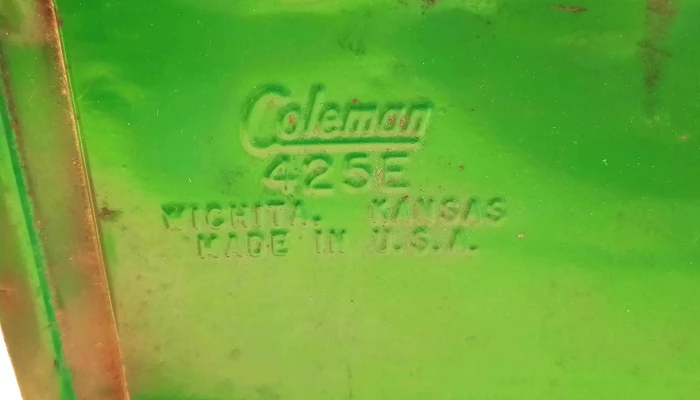 Coleman
425E
WICHITA, KANSAS
MADE IN U.S.A.